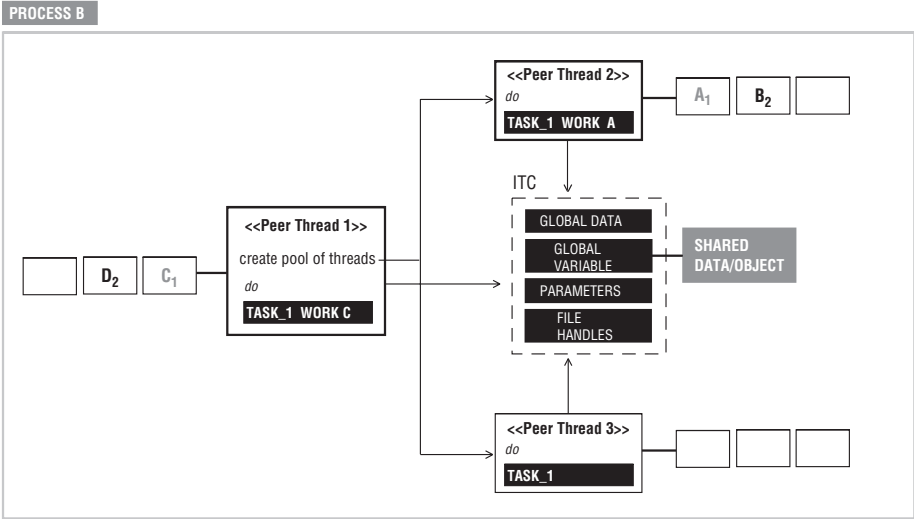 PROCESS B
<<Peer Thread 2>>
do
TASK_1 WORK A
A1
B2
ITC
GLOBAL DATA
GLOBAL
VARIABLE
PARAMETERS
FILE
HANDLES
SHARED
DATA/OBJECT
<<Peer Thread 1>>
create pool of threads
do
TASK_1 WORK C
D2
C1
<<Peer Thread 3>>
do
TASK_1